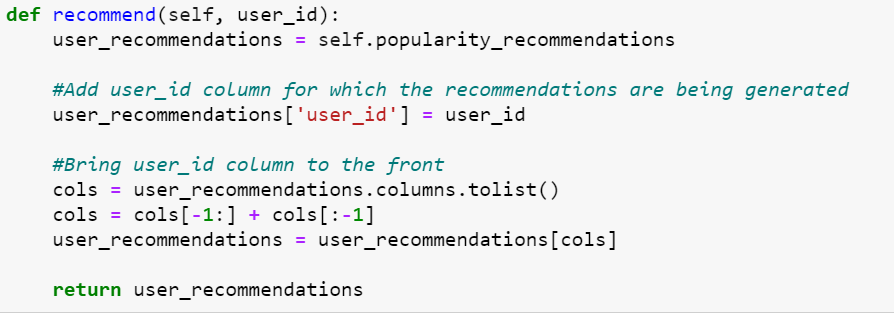 def recommend(self, user_id):
    user_recommendations = self.popularity_recommendations

    #Add user_id column for which the recommendations are being generated
    user_recommendations['user_id'] = user_id

    #Bring user_id column to the front
    cols = user_recommendations.columns.tolist()
    cols = cols[-1:] + cols[:-1]
    user_recommendations = user_recommendations[cols]

    return user_recommendations